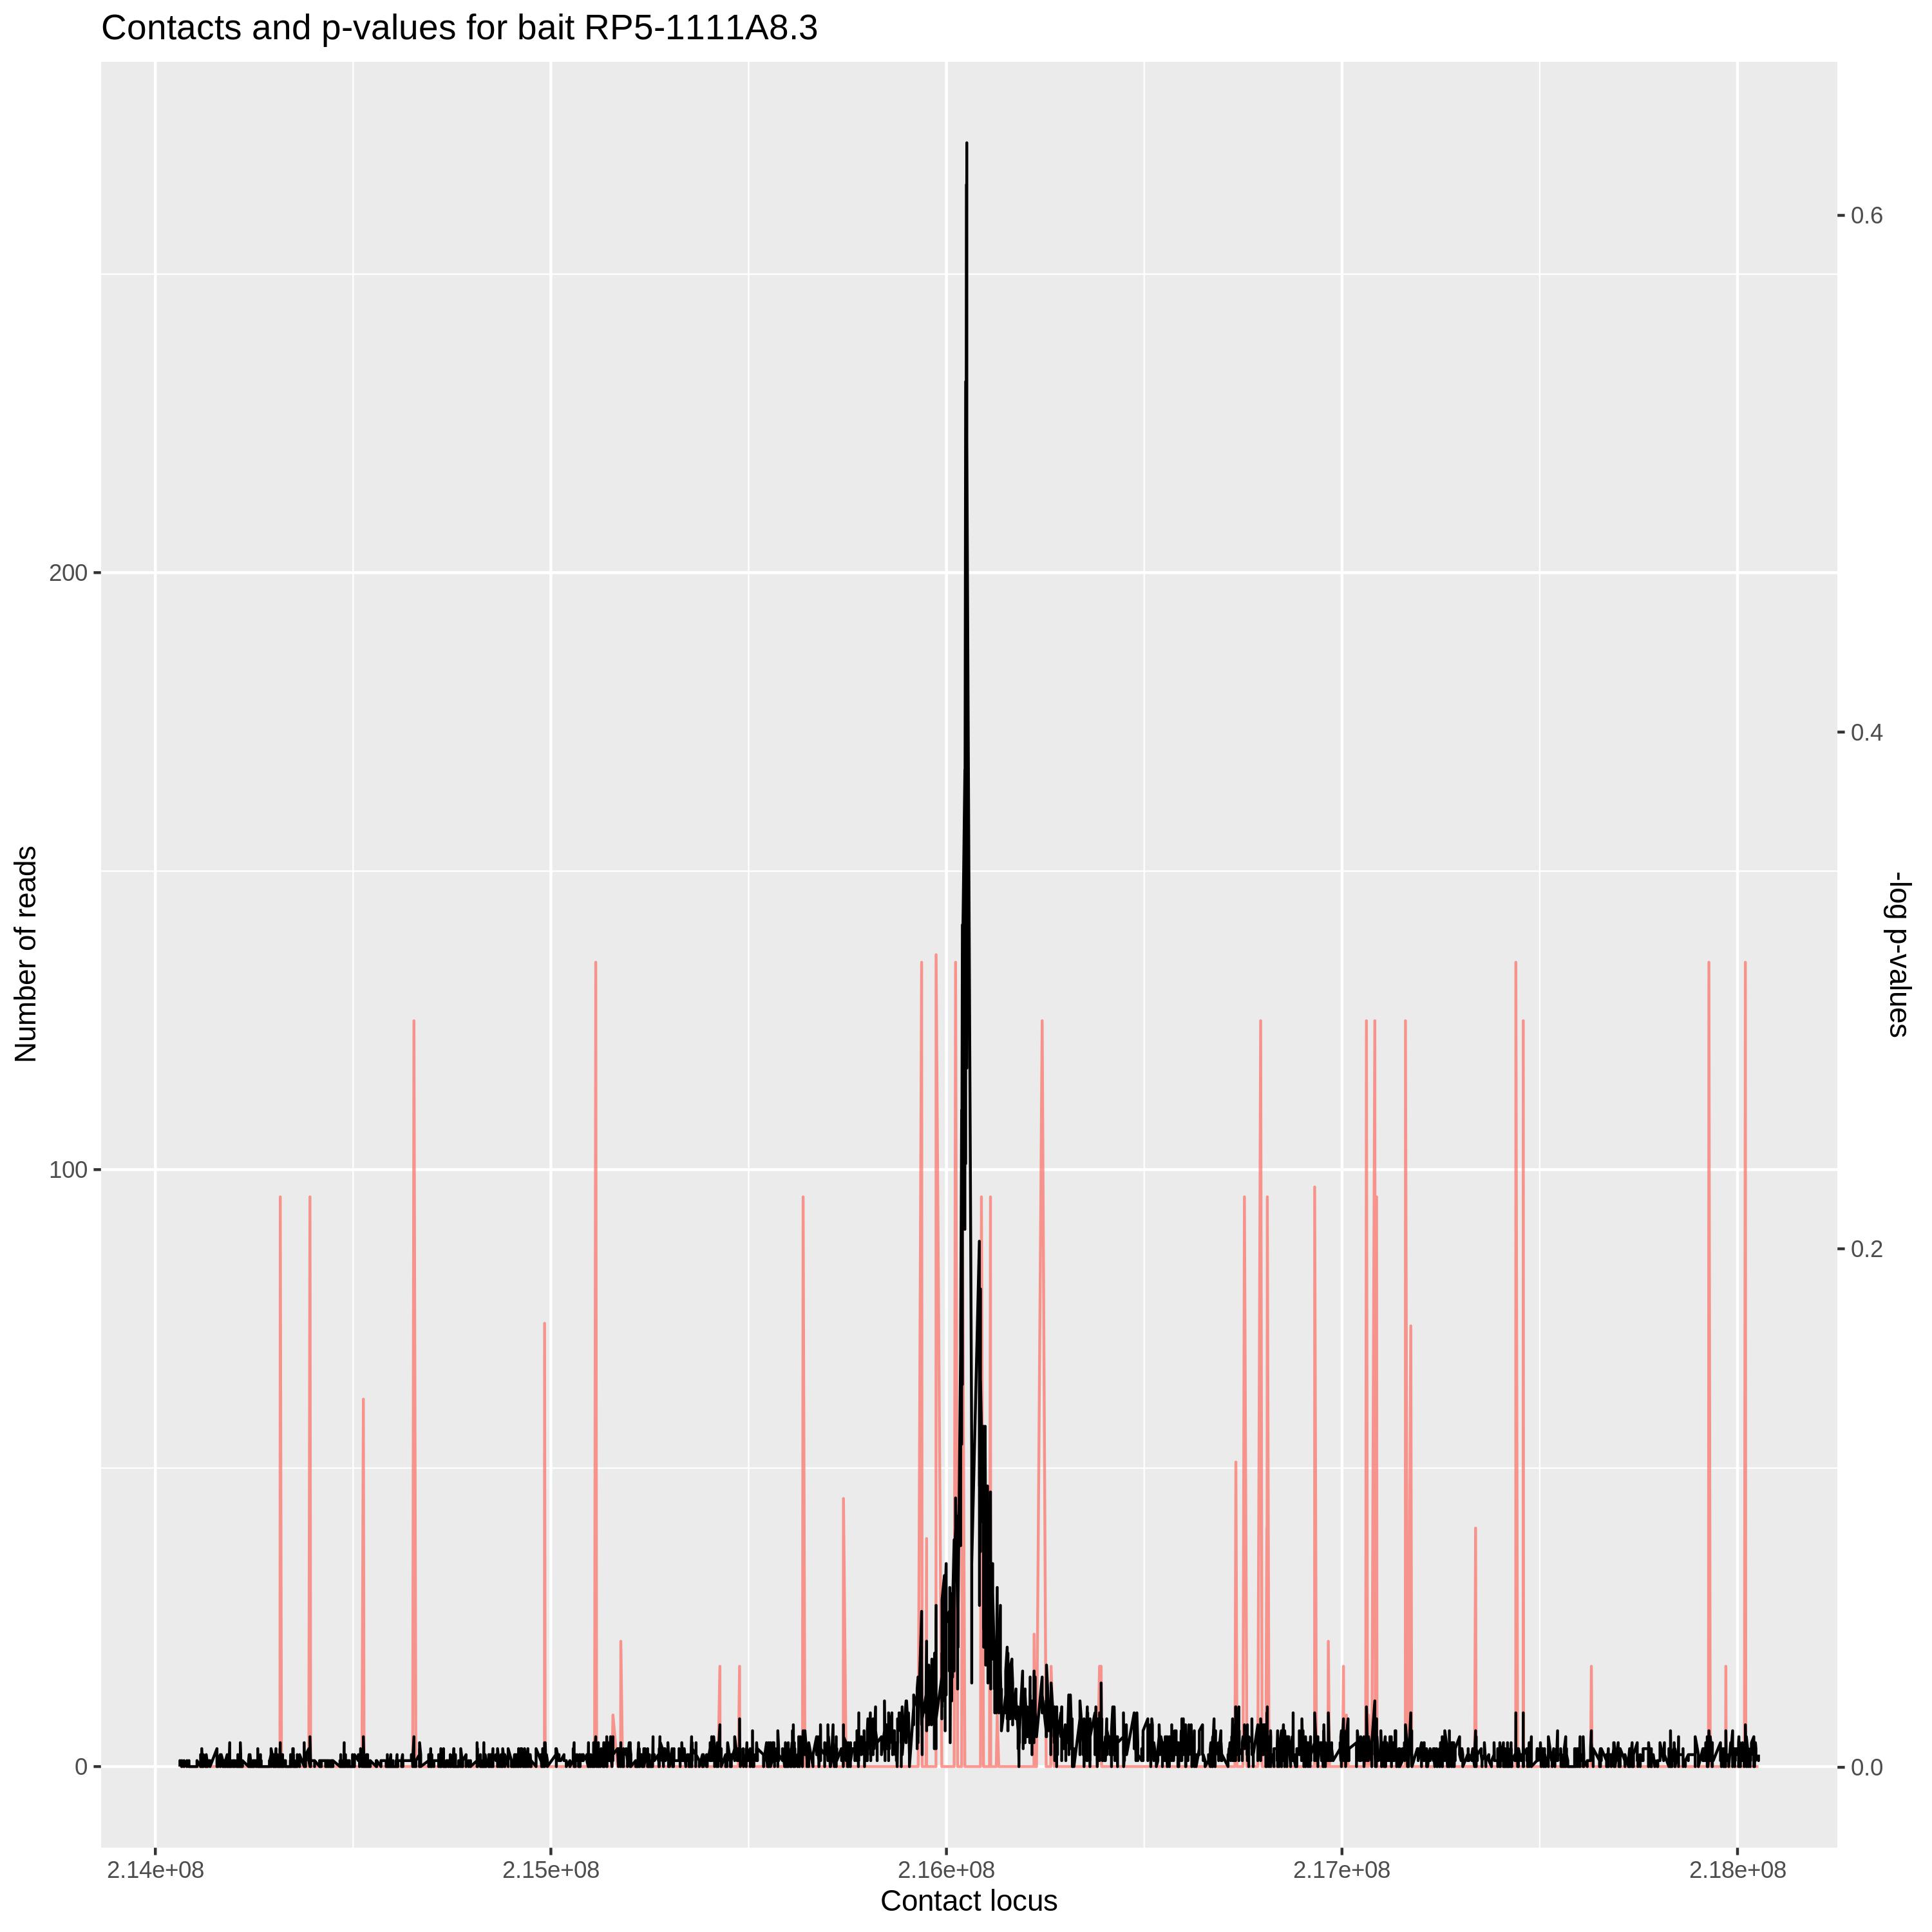 Contacts and p-values for bait RP5-1111A8.3
Number of reads
200
100
0
0.6
0.4
0.2
0.0
-log p-values
2.14e+08
2.15e+08
2.16e+08
2.17e+08
2.18e+08
Contact locus